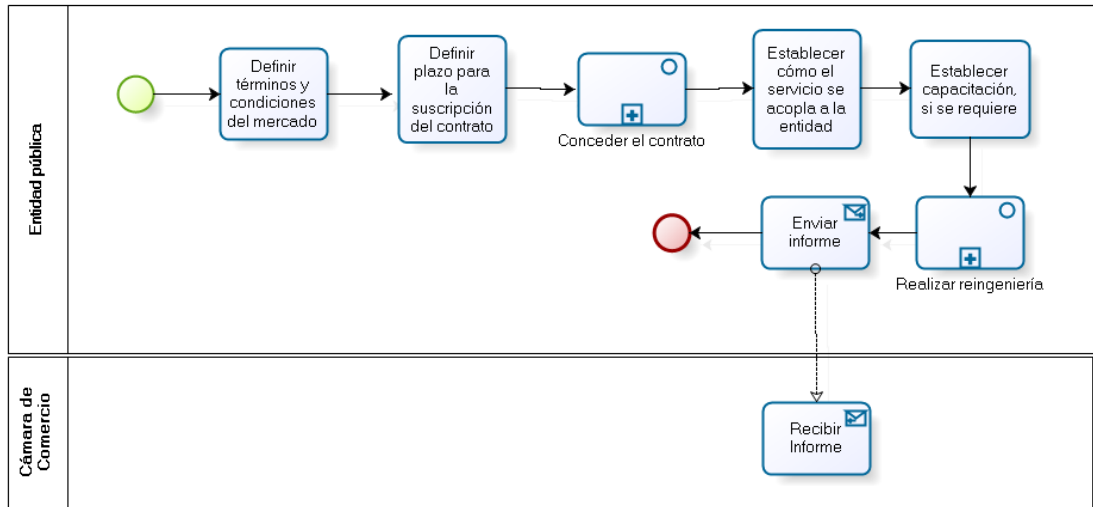 Entidad pública
Definir
términos y
condiciones
del mercado
Definir
plazo para
la
suscripción
del contrato
Conceder el contrato
Establecer
cómo el
servicio se
acopla a la
entidad
Establecer
capacitación,
si se requiere
Realizar reingeniería
Enviar
informe
Cámara de
Comercio
Recibir
Informe